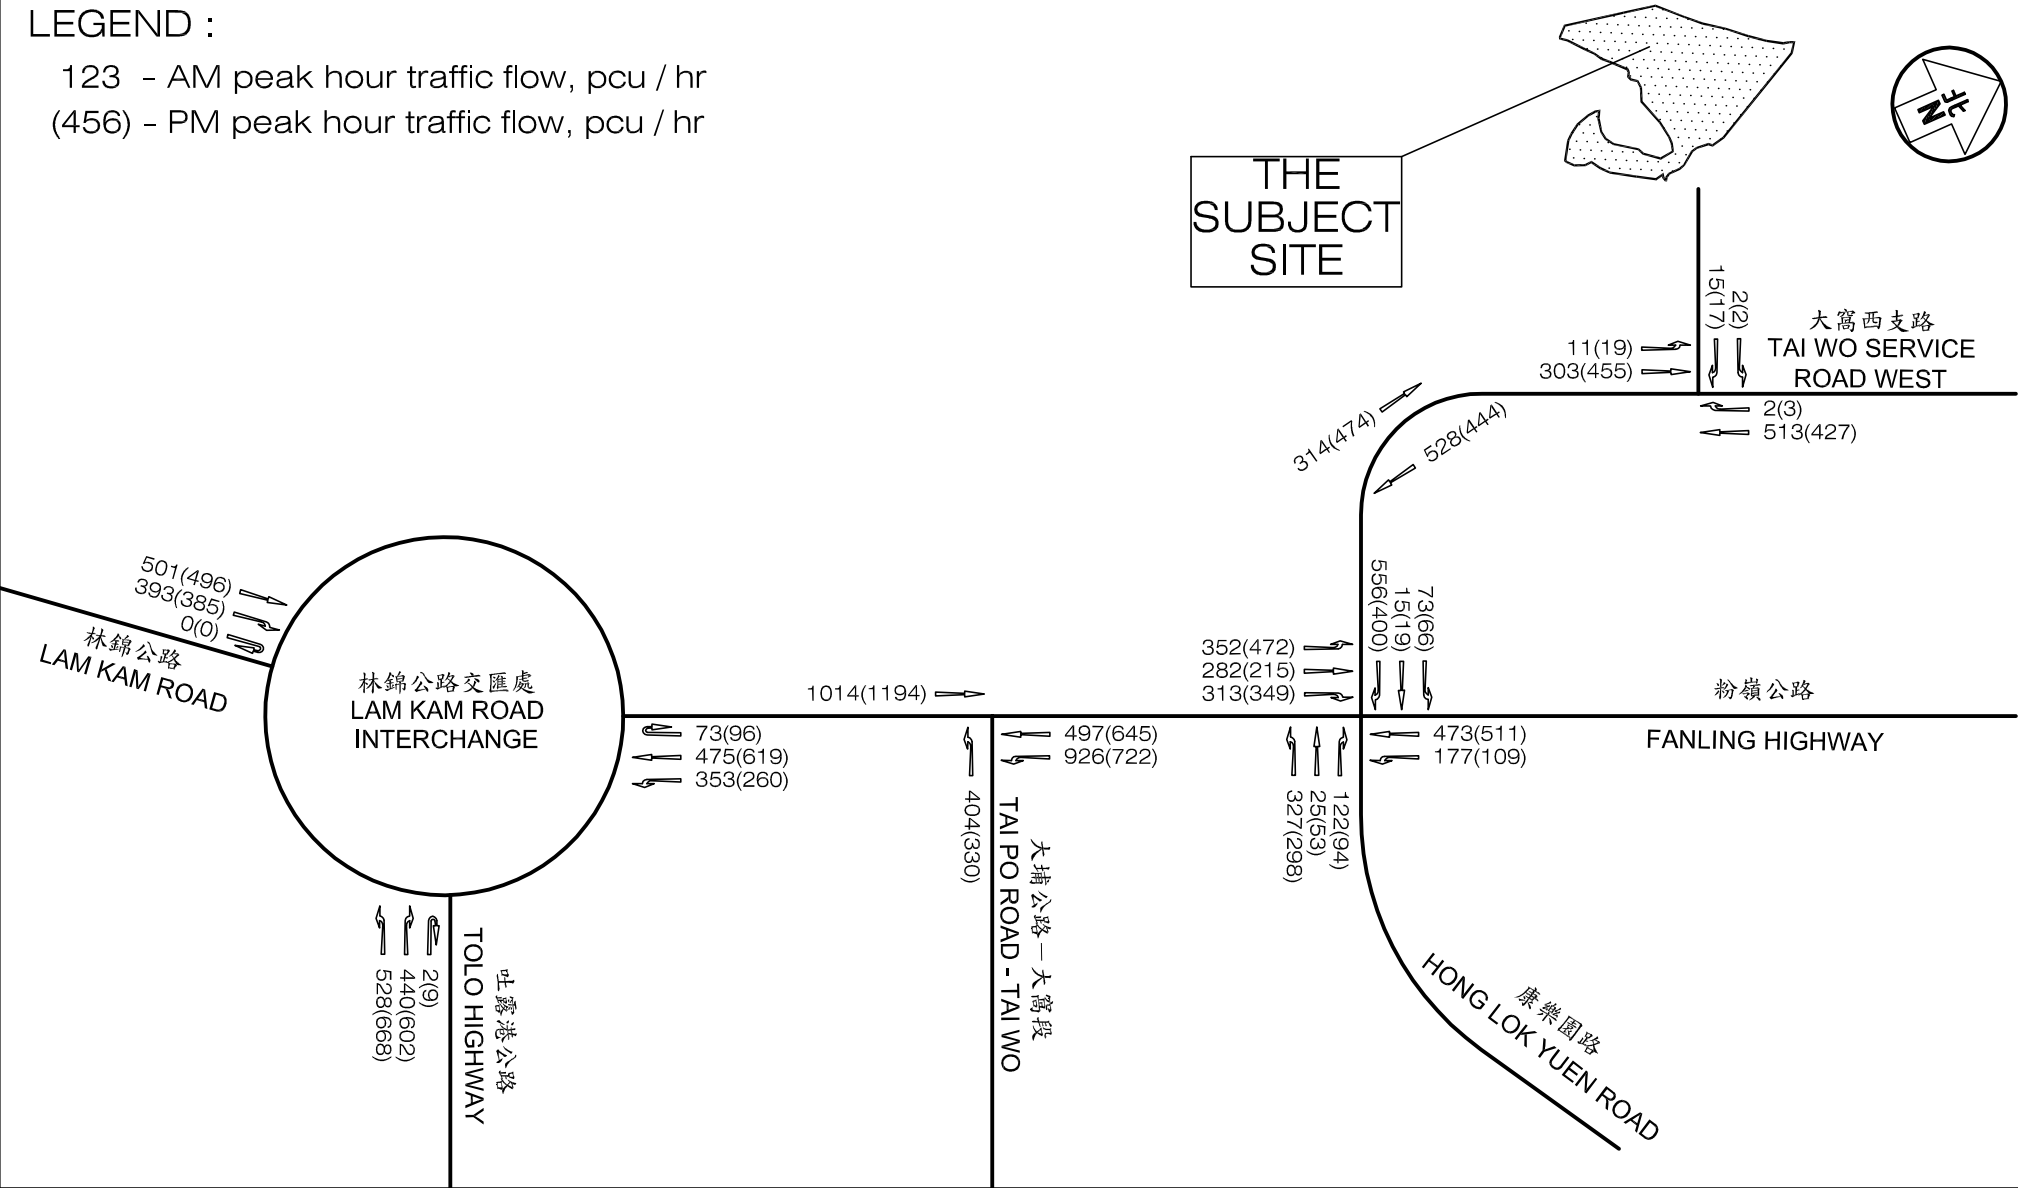 LEGEND :
123 - AM peak hour traffic flow, pcu / hr
(456) - PM peak hour traffic flow, pcu / hr
THE
SUBJECT
SITE
北
N
15(17)
2(2)
大窩西支路
TAI WO SERVICE
ROAD WEST
11(19)
303(455)
2(3)
513(427)
314(474)
528(444)
501(496)
393(385)
0(0)
林錦公路
LAM KAM ROAD
林錦公路交匯處
LAM KAM ROAD
INTERCHANGE
556(400)
15(19)
73(66)
352(472)
282(215)
313(349)
1014(1194)
粉嶺公路
FANLING HIGHWAY
73(96)
475(619)
353(260)
497(645)
926(722)
473(511)
177(109)
404(330)
TAI PO ROAD - TAI WO
大埔公路－大窩段
327(298)
25(53)
122(94)
528(668)
440(602)
2(9)
TOLO HIGHWAY
吐露港公路
康樂園路
HONG LOK YUEN ROAD